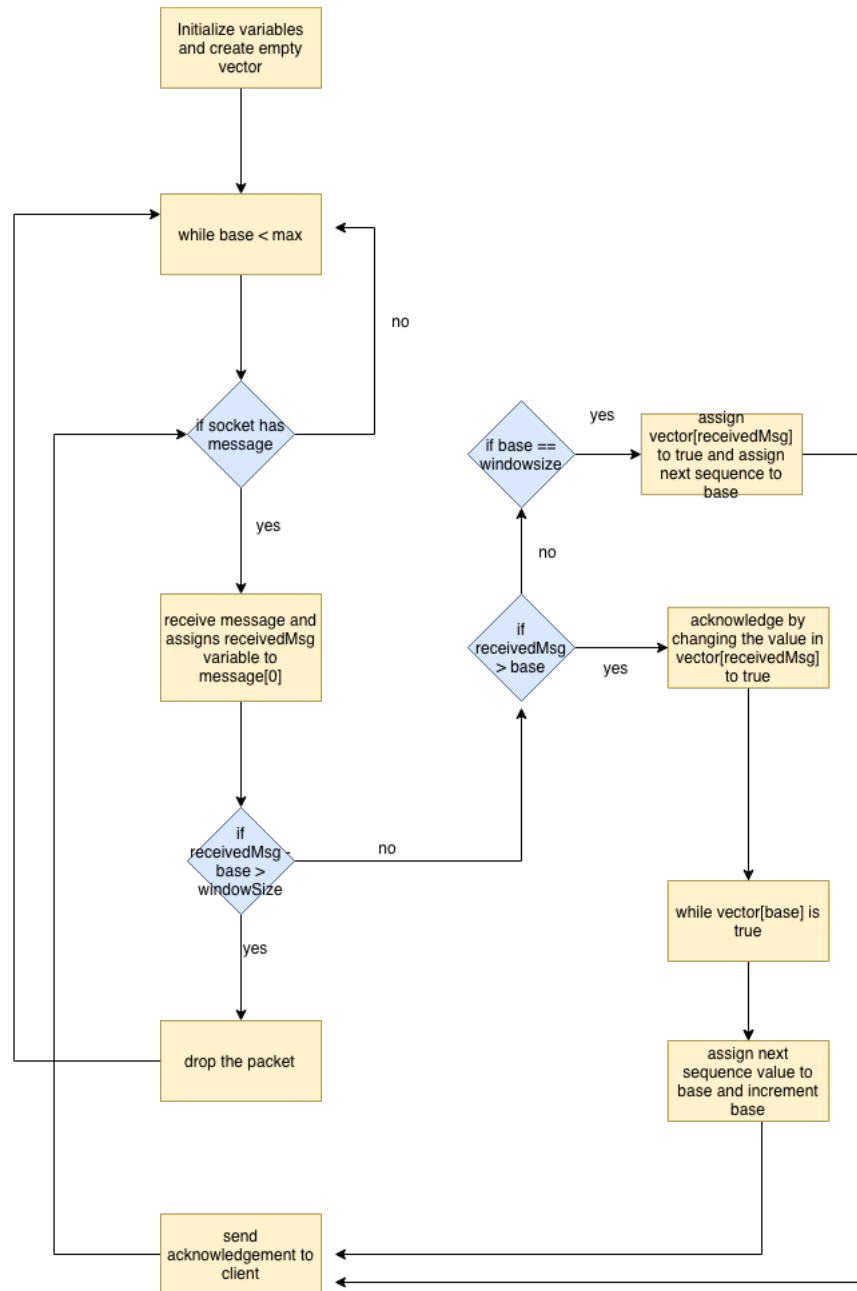 Initialize variables
and create empty
vector
while base < max
no
if socket has
message
yes
receive message and
assigns receivedMsg
variable to
message[0]
if
receivedMsg -
base >
windowSize
no
yes
drop the packet
send
acknowledgement to
client
if base ==
windowsize
yes
assign
vector[receivedMsg]
to true and assign
next sequence to
base
no
if
receivedMsg
> base
yes
acknowledge by
changing the value in
vector[receivedMsg]
to true
while vector[base] is
true
assign next
sequence value to
base and increment
base